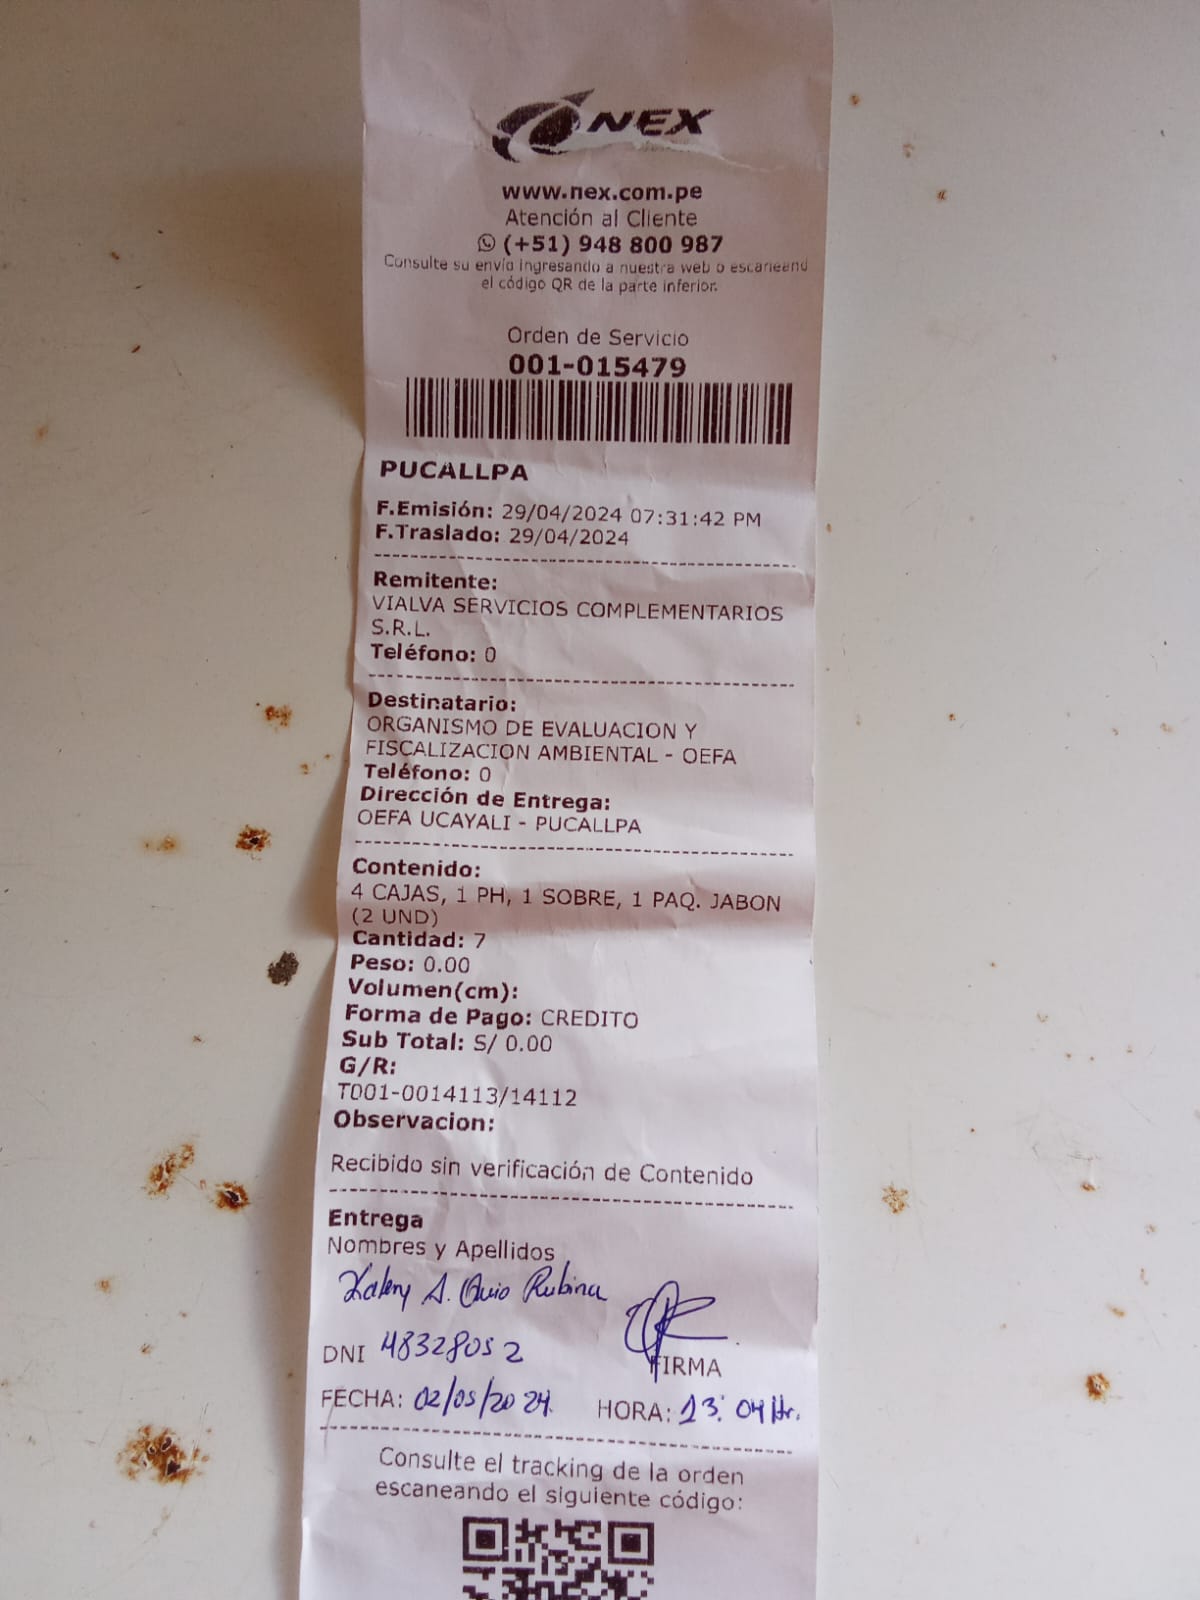 NEX
www.nex.com.pe
Atención al Cliente
(+51) 948 800 987
Consulte su envío ingresando a nuestra web o escaneand
el código QR de la parte inferior.
Orden de Servicio
001-015479
PUCALLPA
F.Emisión: 29/04/2024 07:31:42 PM
F.Traslado: 29/04/2024
Remitente:
VIALVA SERVICIOS COMPLEMENTARIOS
S.R.L.
Teléfono: 0
Destinatario:
ORGANISMO DE EVALUACION Y
FISCALIZACION AMBIENTAL - OEFA
Teléfono: 0
Dirección de Entrega:
OEFA UCAYALI - PUCALLPA
Contenido:
4 CAJAS, 1 PH, 1 SOBRE, 1 PAQ. JABON
(2 UND)
Cantidad: 7
Peso: 0.00
Volumen(cm):
Forma de Pago: CREDITO
Sub Total: S/ 0.00
G/R:
T001-0014113/14112
Observacion:
Recibido sin verificación de Contenido
Entrega
Nombres y Apellidos
A. Rubina
DNI 48328052
FIRMA
FECHA: 02/05/2024. HORA: 13:04 Hr.
Consulte el tracking de la orden
escaneando el siguiente código: